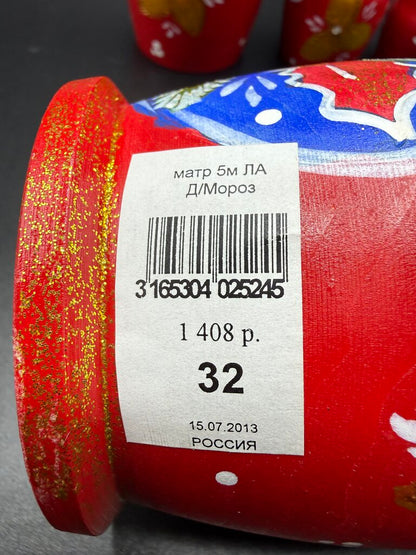 матр 5м ЛА
Д/Мороз
3 165304 025245
1 408 р.
32
15.07.2013
РОССИЯ